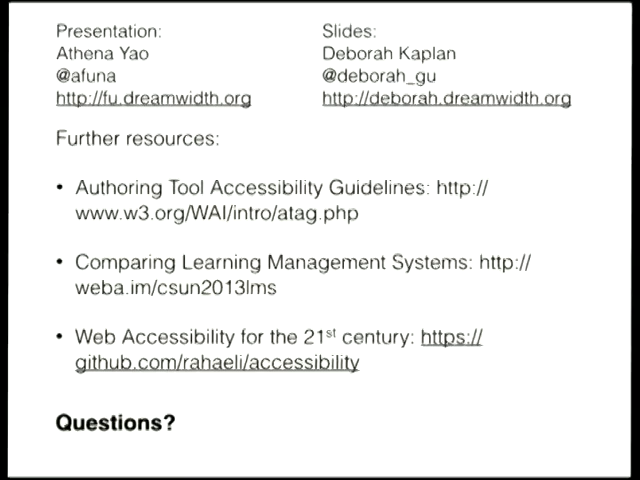 Presentation:
Athena Yao
@afuna
http://fu.dreamwidth.org
Slides:
Deborah Kaplan
@deborah_gu
http://deborah.dreamwidth.org
Further resources:
• Authoring Tool Accessibility Guidelines: http://
www.w3.org/WAI/intro/atag.php
• Comparing Learning Management Systems: http://
weba.im/csun2013lms
• Web Accessibility for the 21st century: https://
github.com/rahaeli/accessibility
Questions?